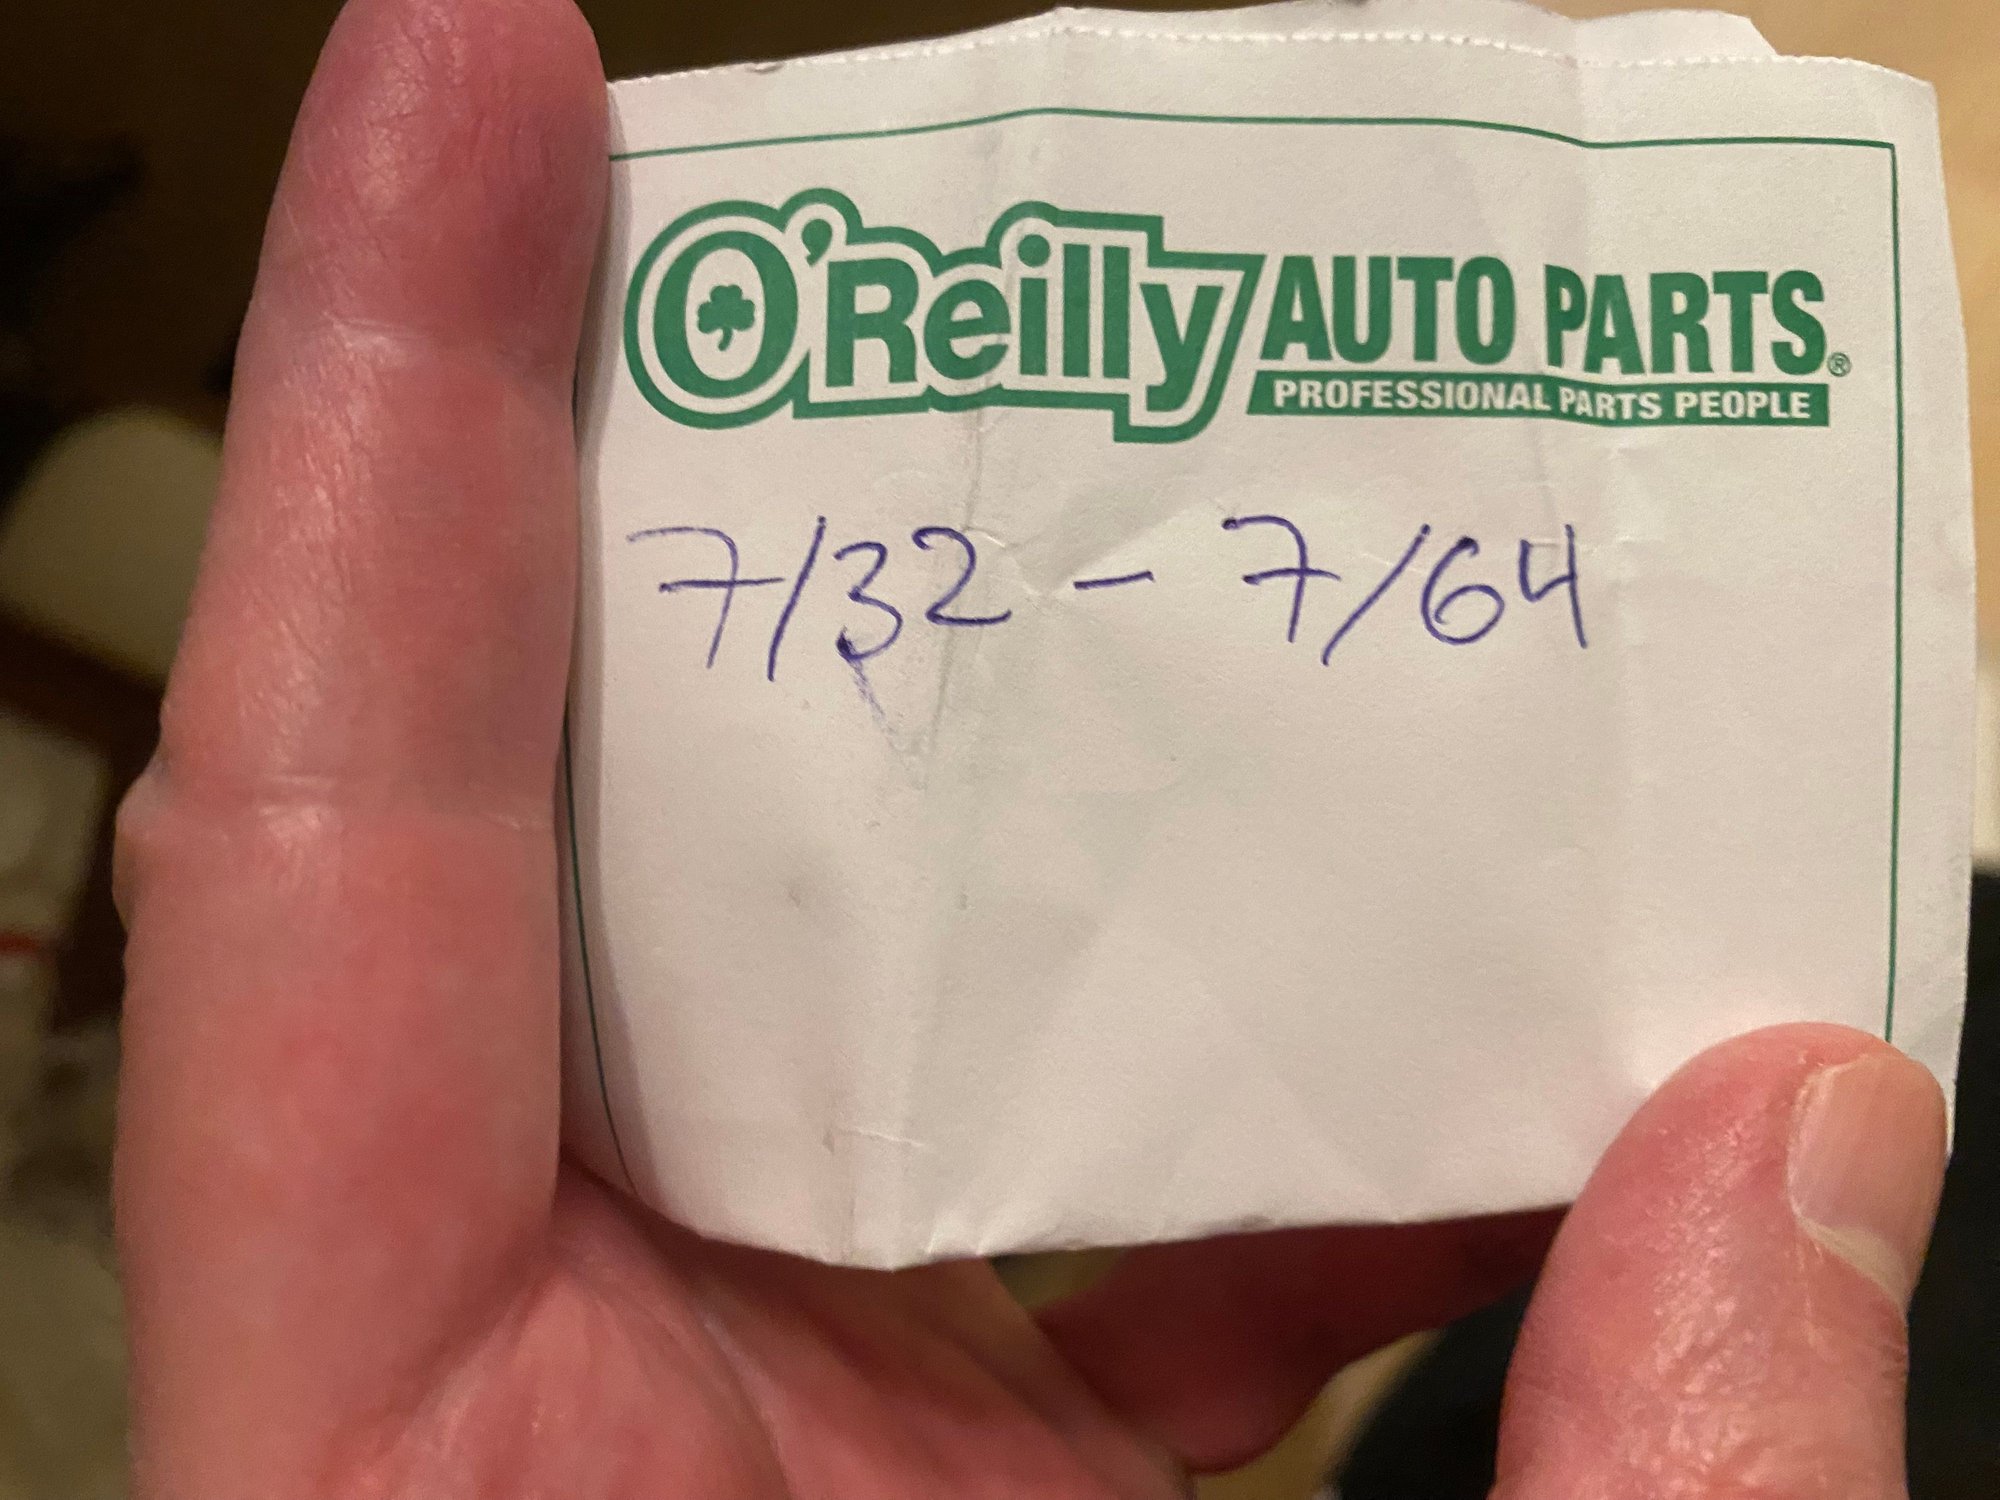 O'Reilly AUTO PARTS®
PROFESSIONAL PARTS PEOPLE
7/32 - 7/64